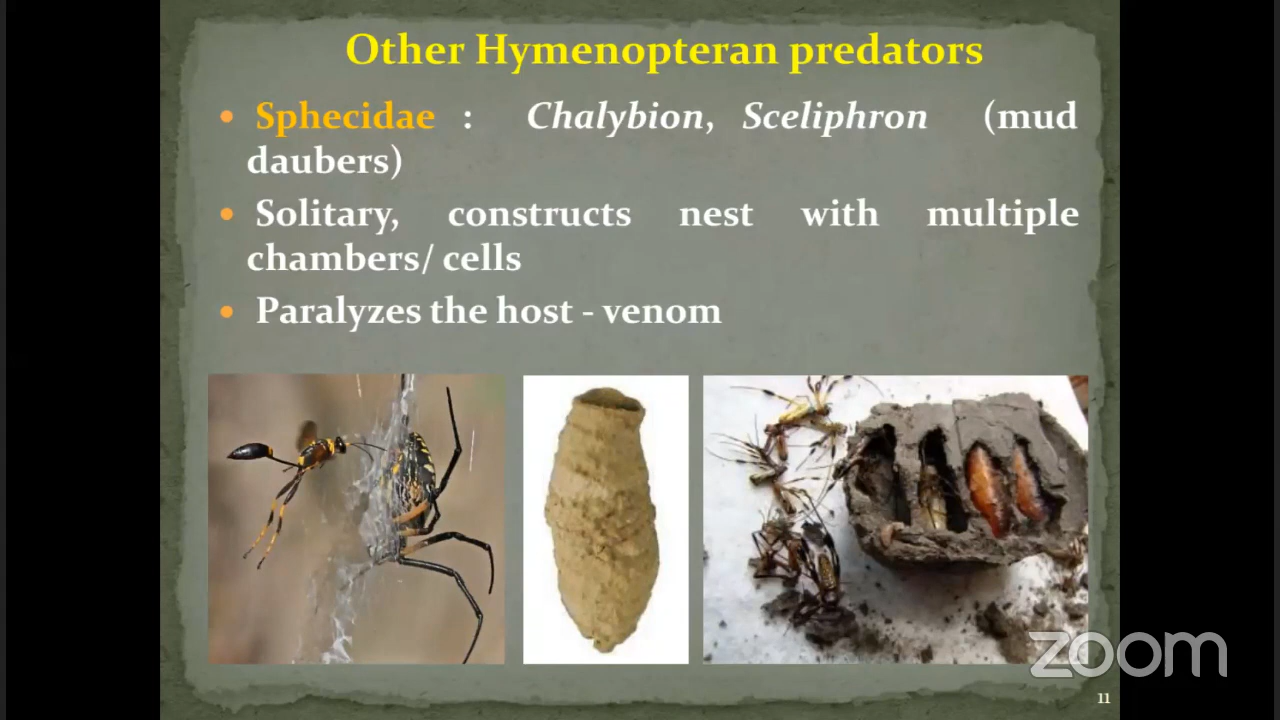 Other Hymenopteran predators
• Sphecidae : Chalybion, Sceliphron (mud
daubers)
• Solitary, constructs nest with multiple
chambers/ cells
• Paralyzes the host - venom
zoom
11